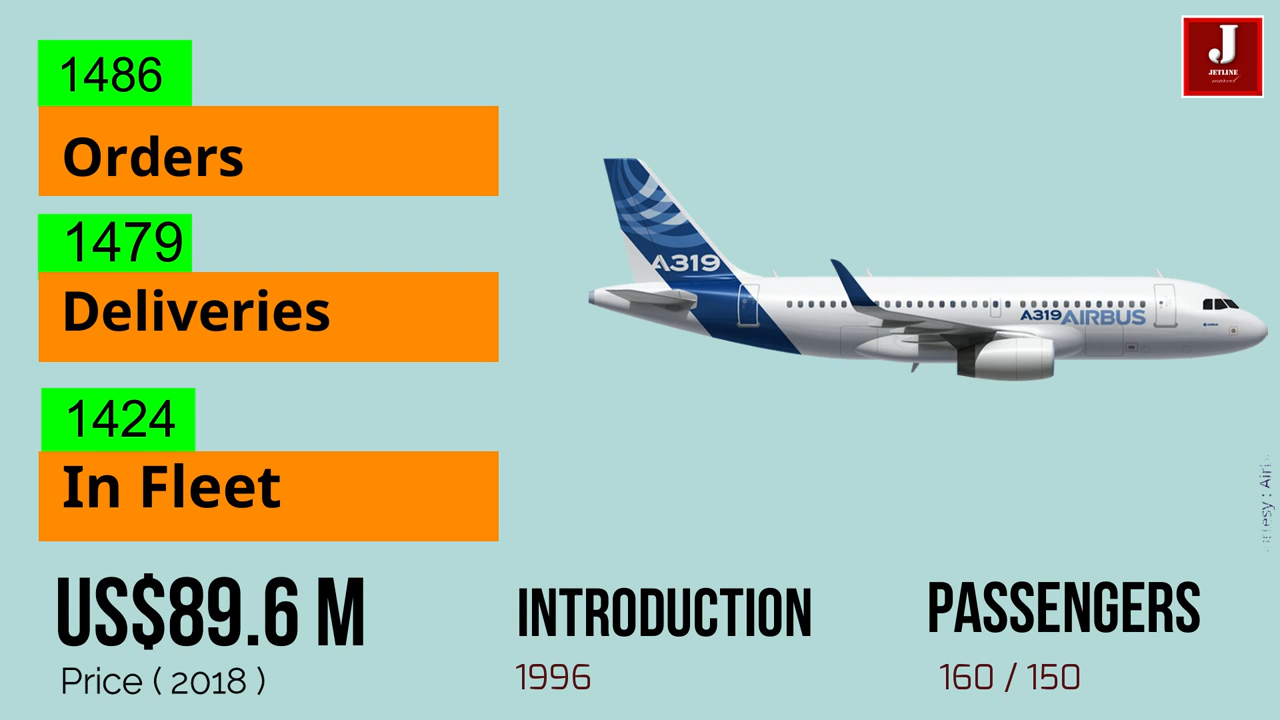 1486
Orders
1479
Deliveries
1424
In Fleet
J
JETLINE
marvel
A319
A319 AIRBUS
US$89.6 M
Price ( 2018 )
INTRODUCTION
1996
PASSENGERS
160 / 150